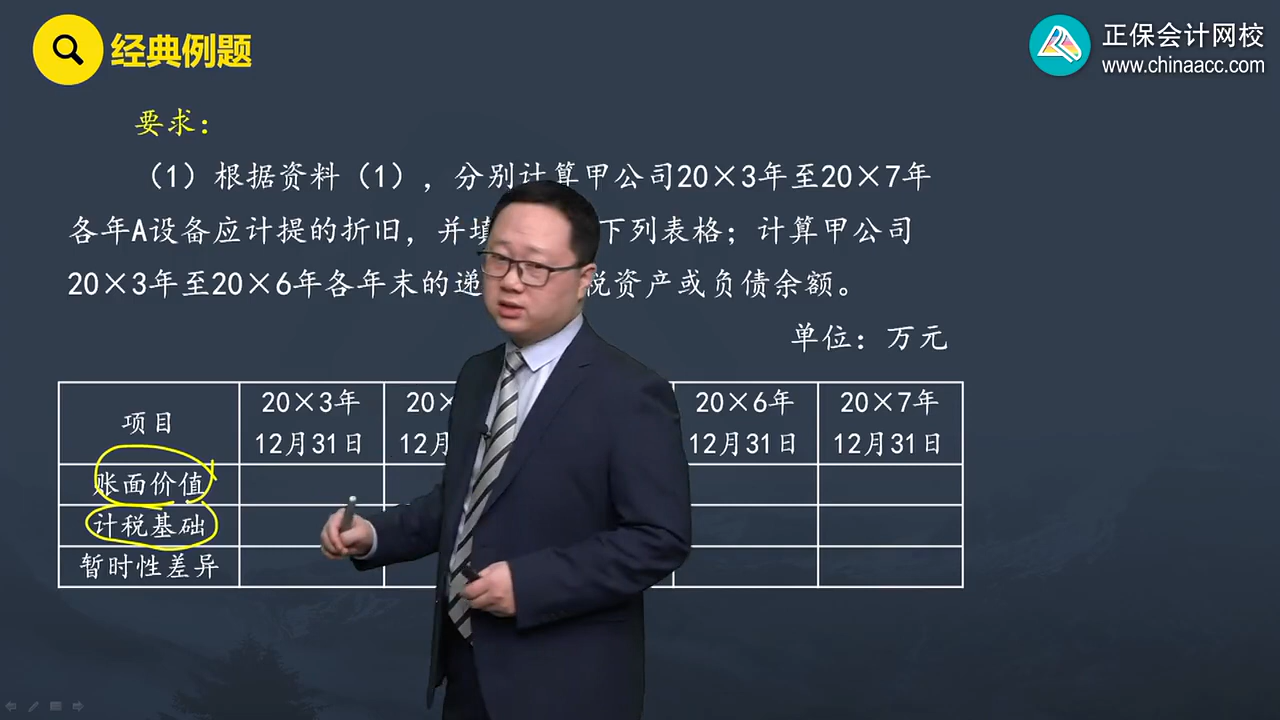 经典例题
正保会计网校
www.chinaacc.com
要求：
（1）根据资料（1），分别计算甲公司20×3年至20×7年
各年A设备应计提的折旧，并填 下列表格；计算甲公司
20×3年至20×6年各年末的递 税资产或负债余额。
单位：万元
项目
20×3年
12月31日
20×
12月
20×6年
12月31日
20×7年
12月31日
账面价值
计税基础
暂时性差异